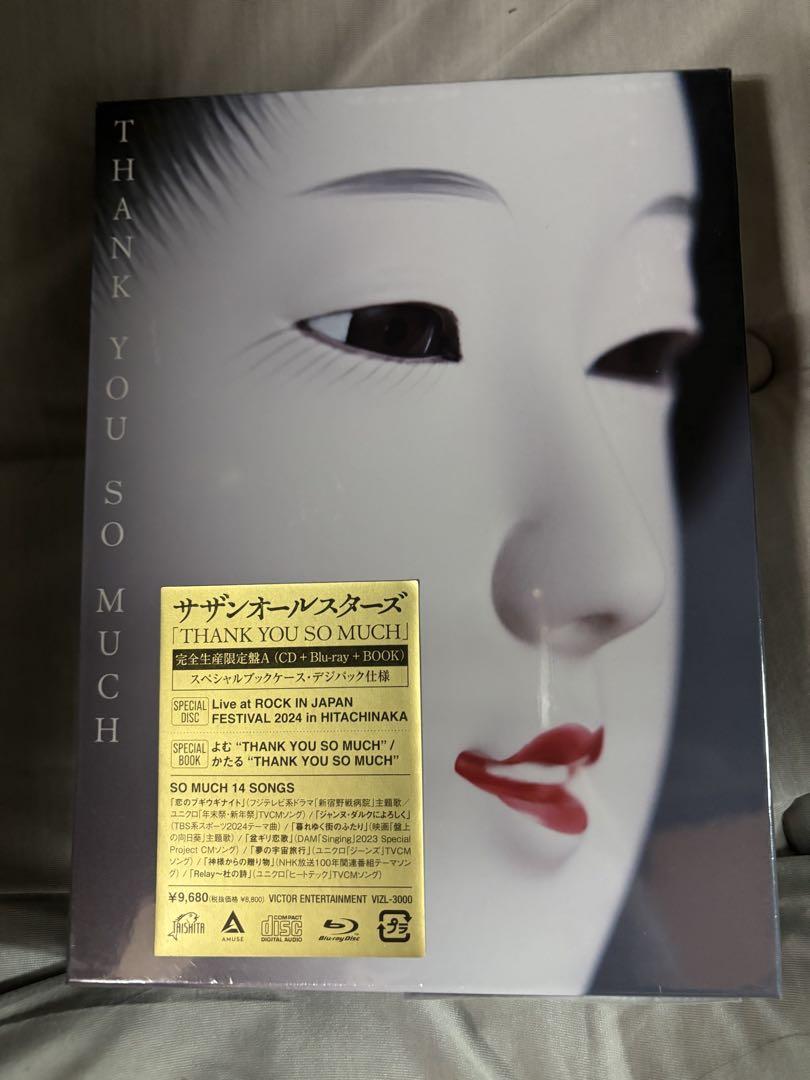 THANK YOU SO MUCH
サザンオールスターズ
「THANK YOU SO MUCH」
完全生産限定盤A（CD＋Blu-ray＋BOOK）
スペシャルブックケース・デジパック仕様
SPECIAL DISC
Live at ROCK IN JAPAN
FESTIVAL 2024 in HITACHINAKA
SPECIAL BOOK
よむ “THANK YOU SO MUCH” /
かたる “THANK YOU SO MUCH”
SO MUCH 14 SONGS
「恋のブギウギナイト」（フジテレビ系ドラマ「新宿野戦病院」主題歌／
ユニクロ「年末祭・新年祭」TVCMソング）/「ジャンヌ・ダルクによろしく」
（TBS系スポーツ2024テーマ曲）/「暮れゆく街のふたり」（映画「盤上
の向日葵」主題歌）/「盆ギリ恋歌」（DAM「Singing」2023 Special
Project CMソング）/「夢の宇宙旅行」（ユニクロ「ジーンズ」TVCM
ソング）/「神様からの贈り物」（NHK放送100年関連番組テーマソン
グ）/「Relay〜杜の詩」（ユニクロ「ヒートテック」TVCMソング）
¥9,680（税抜価格 ¥8,800） VICTOR ENTERTAINMENT VIZL-3000
TAISHITA
AMUSE
COMPACT disc DIGITAL AUDIO
Blu-ray Disc
プラ